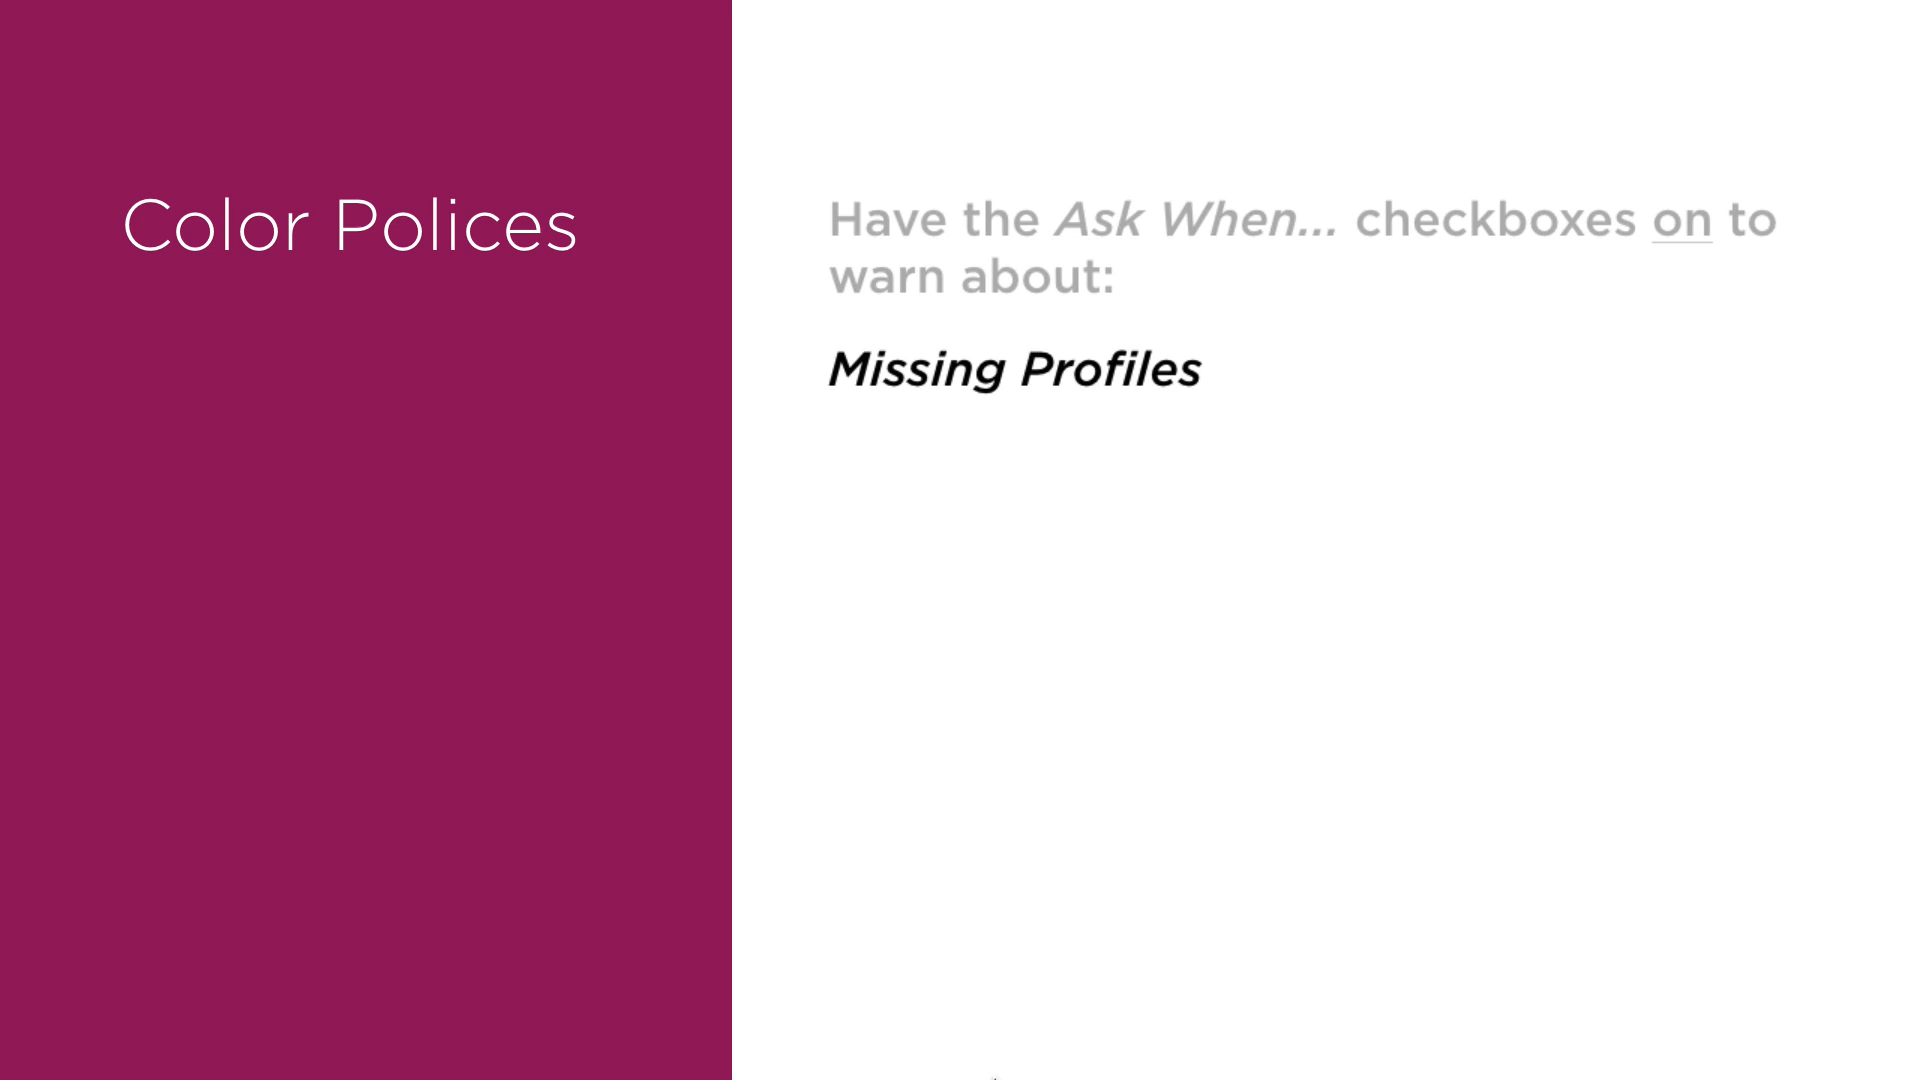 Color Polices
Have the Ask When... checkboxes on to
warn about:
Missing Profiles